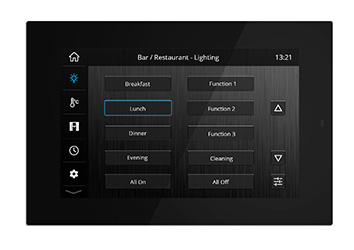 Bar / Restaurant - Lighting 13:21
Breakfast Function 1
Lunch Function 2
Dinner Function 3
Evening Cleaning
All On All Off